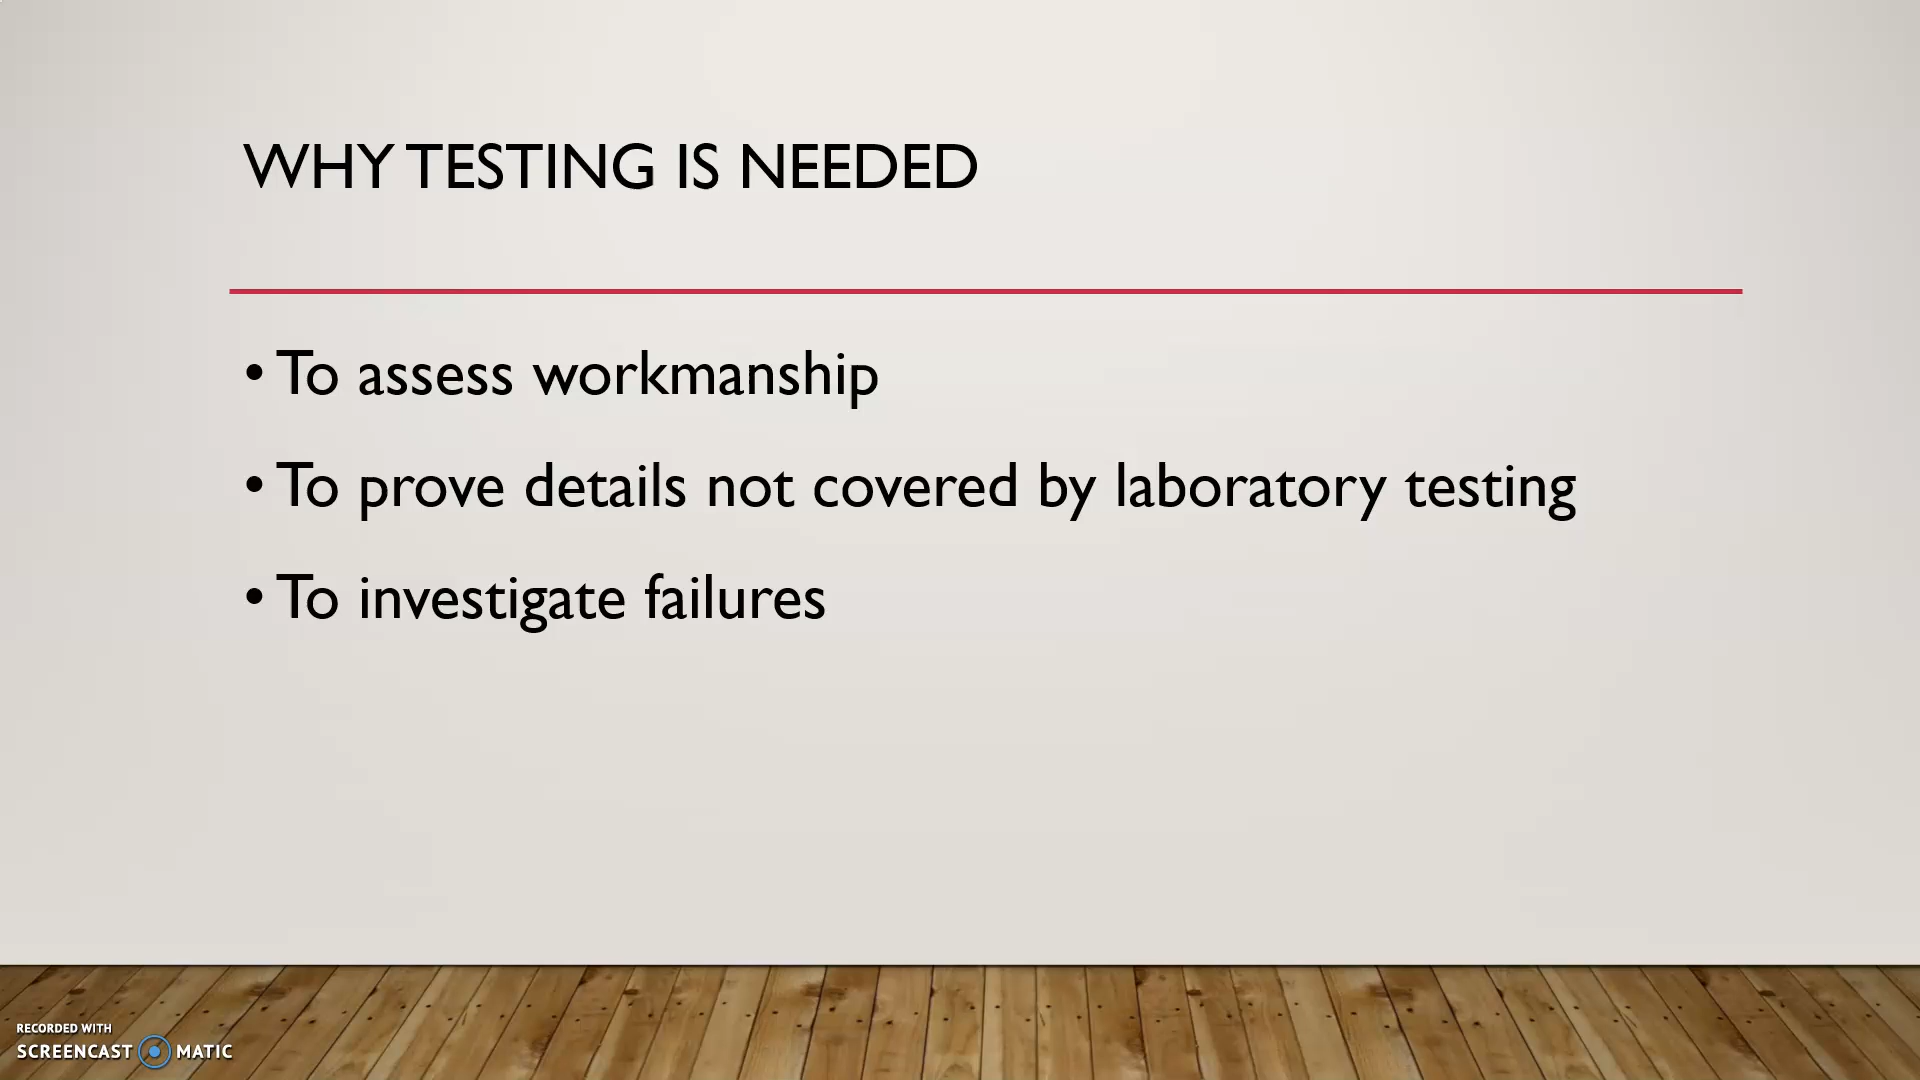 WHY TESTING IS NEEDED
• To assess workmanship
• To prove details not covered by laboratory testing
• To investigate failures
RECORDED WITH
SCREENCAST MATIC